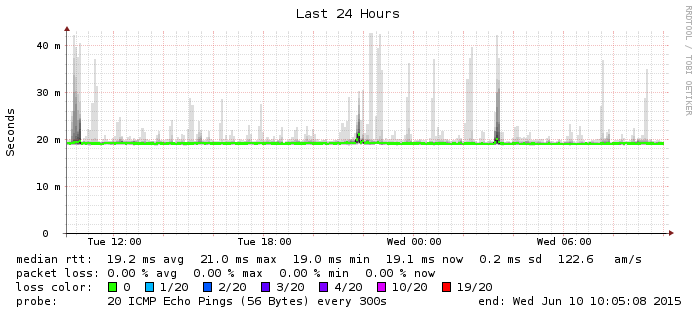 Last 24 Hours
RRDTOOL / TOBI OETIKER
Seconds
40 m
30 m
20 m
10 m
0
Tue 12:00 Tue 18:00 Wed 00:00 Wed 06:00
median rtt: 19.2 ms avg 21.0 ms max 19.0 ms min 19.1 ms now 0.2 ms sd 122.6 am/s
packet loss: 0.00 % avg 0.00 % max 0.00 % min 0.00 % now
loss color: 0 1/20 2/20 3/20 4/20 10/20 19/20
probe: 20 ICMP Echo Pings (56 Bytes) every 300s end: Wed Jun 10 10:05:08 2015